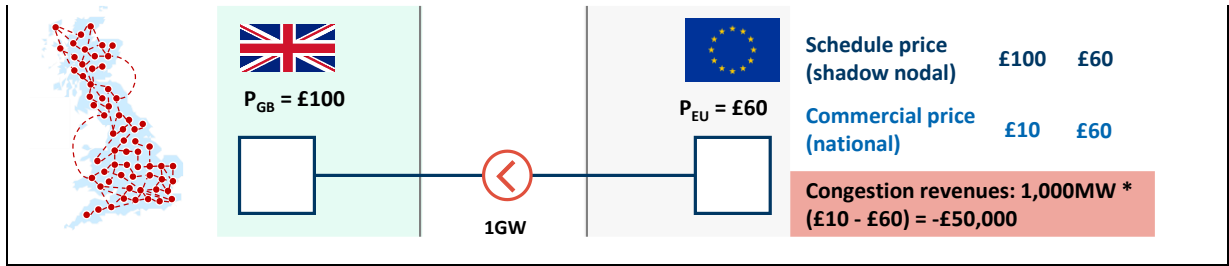 P_GB = £100
P_EU = £60
1GW
Schedule price
(shadow nodal) £100 £60
Commercial price
(national) £10 £60
Congestion revenues: 1,000MW *
(£10 - £60) = -£50,000